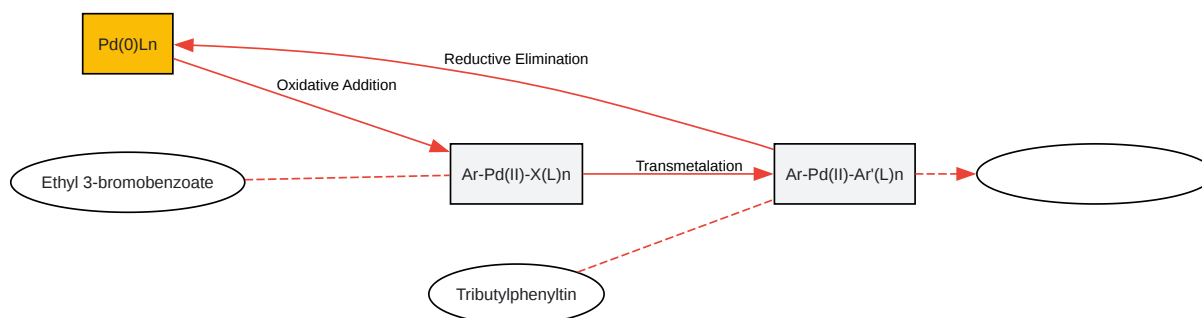 Pd(0)Ln
Reductive Elimination
Oxidative Addition
Ethyl 3-bromobenzoate
Ar-Pd(II)-X(L)n
Transmetalation
Ar-Pd(II)-Ar'(L)n
Tributylphenyltin